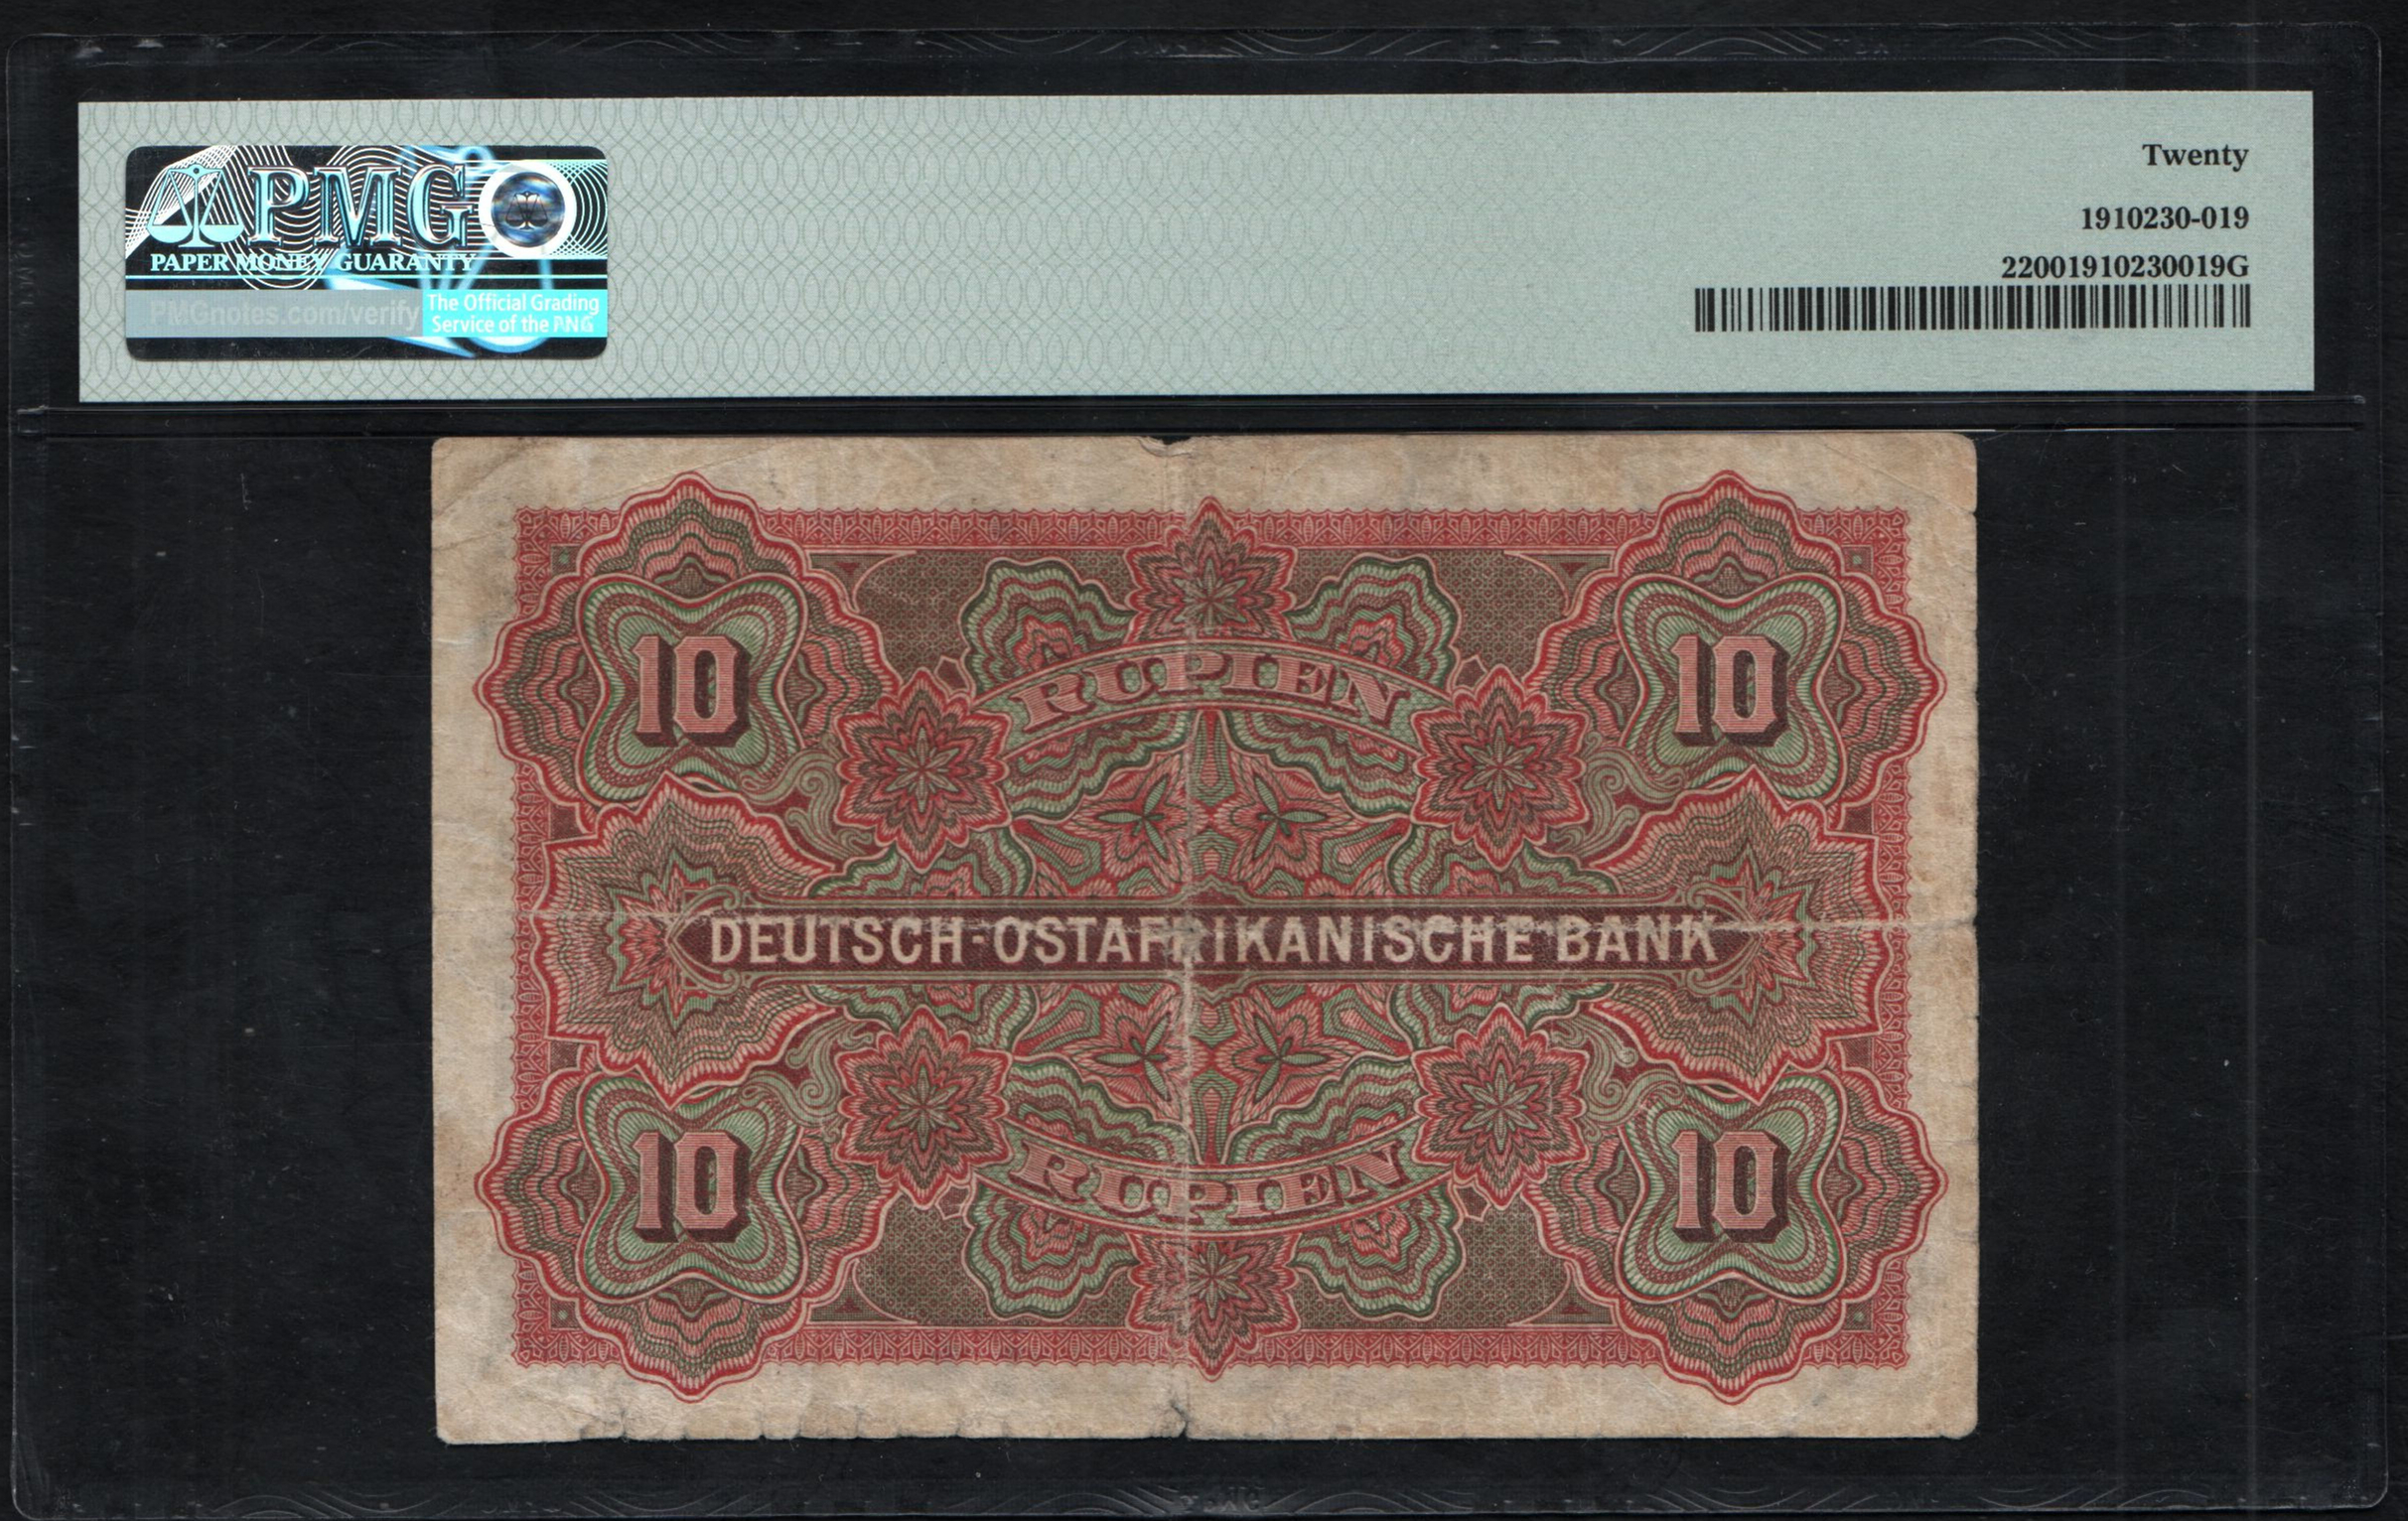 PMG
PAPER MONEY GUARANTY
PMGnotes.com/verify
The Official Grading
Service of the PNG
Twenty
1910230-019
22001910230019G
10
10
RUPIEN
DEUTSCH-OSTAFRIKANISCHE BANK
RUPIEN
10
10